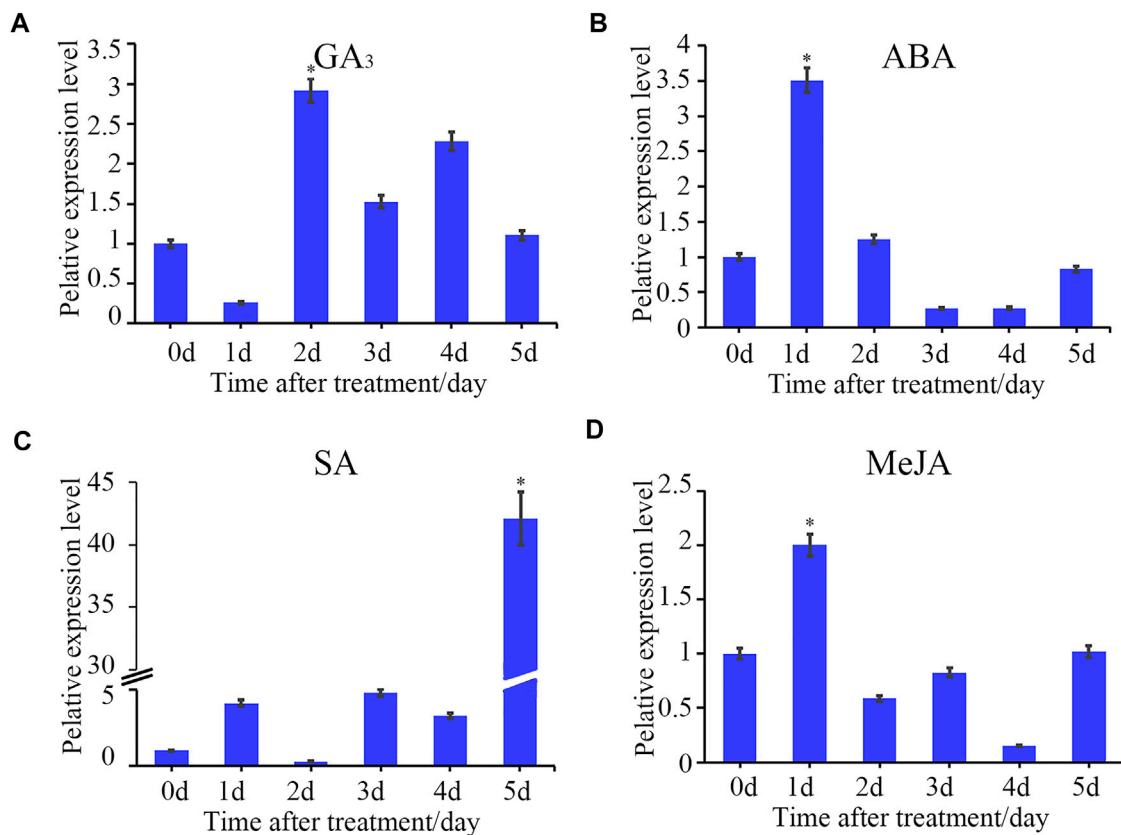 A
GA₃
Pelative expression level
3.5
3
2.5
2
1.5
1
0.5
0
*
0d 1d 2d 3d 4d 5d
Time after treatment/day
B
ABA
Pelative expression level
4
3.5
3
2.5
2
1.5
1
0.5
0
*
0d 1d 2d 3d 4d 5d
Time after treatment/day
C
SA
Pelative expression level
45
40
35
30
5
0
*
0d 1d 2d 3d 4d 5d
Time after treatment/day
D
MeJA
Pelative expression level
2.5
2
1.5
1
0.5
0
*
0d 1d 2d 3d 4d 5d
Time after treatment/day